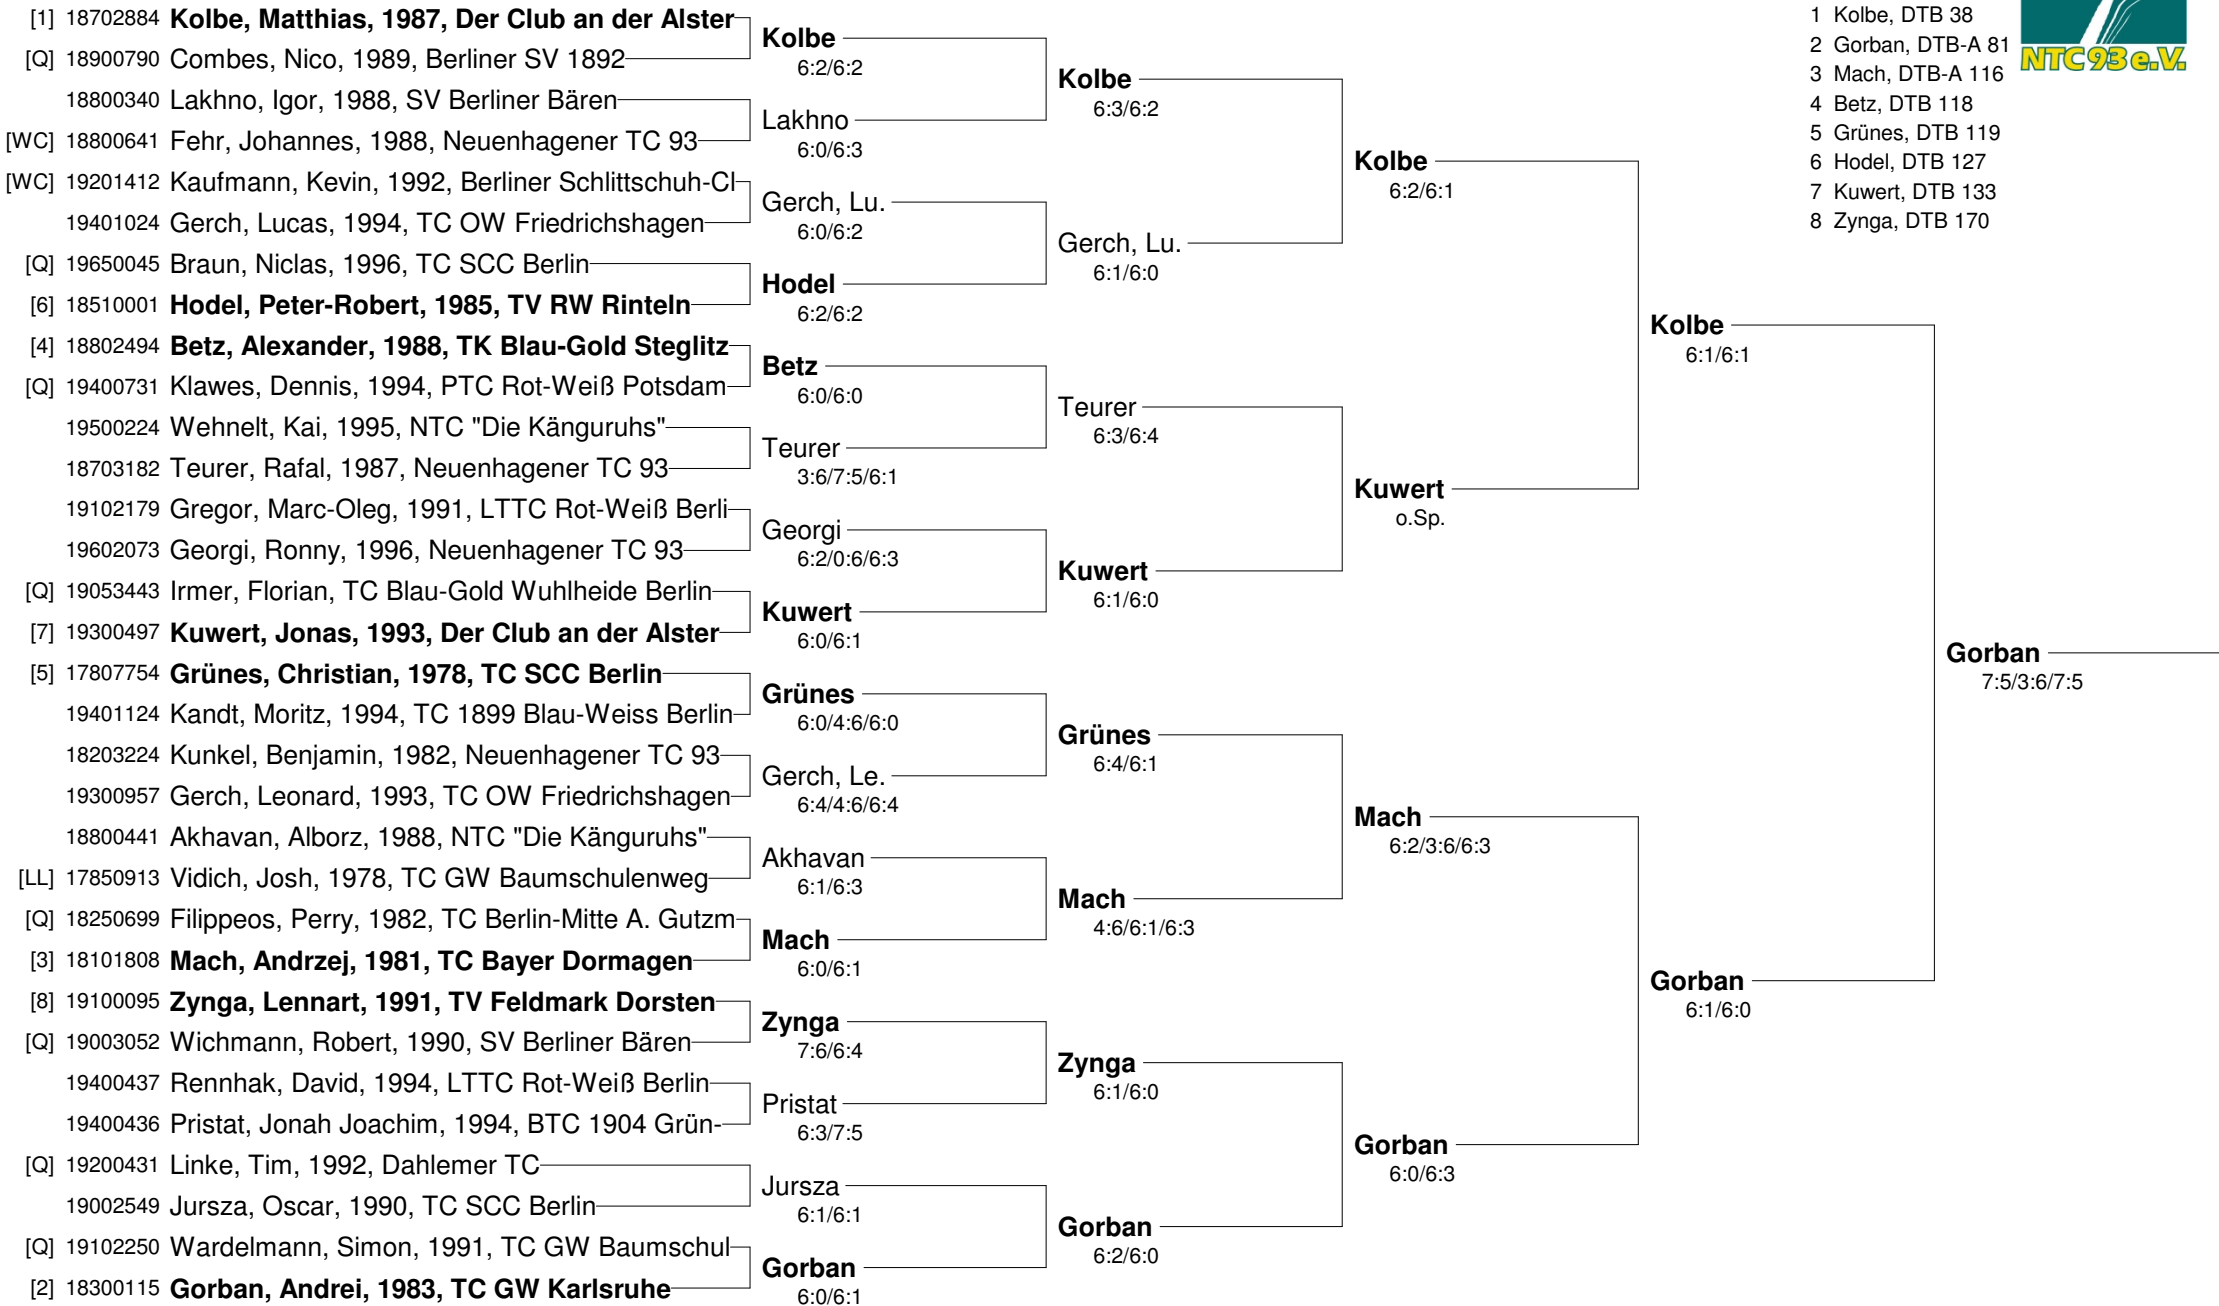 [1] 18702884 Kolbe, Matthias, 1987, Der Club an der Alster
[Q] 18900790 Combes, Nico, 1989, Berliner SV 1892
18800340 Lakhno, Igor, 1988, SV Berliner Bären
[WC] 18800641 Fehr, Johannes, 1988, Neuenhagener TC 93
[WC] 19201412 Kaufmann, Kevin, 1992, Berliner Schlittschuh-Cl
19401024 Gerch, Lucas, 1994, TC OW Friedrichshagen
[Q] 19650045 Braun, Niclas, 1996, TC SCC Berlin
[6] 18510001 Hodel, Peter-Robert, 1985, TV RW Rinteln
[4] 18802494 Betz, Alexander, 1988, TK Blau-Gold Steglitz
[Q] 19400731 Klawes, Dennis, 1994, PTC Rot-Weiß Potsdam
19500224 Wehnelt, Kai, 1995, NTC "Die Känguruhs"
18703182 Teurer, Rafal, 1987, Neuenhagener TC 93
19102179 Gregor, Marc-Oleg, 1991, LTTC Rot-Weiß Berli
19602073 Georgi, Ronny, 1996, Neuenhagener TC 93
[Q] 19053443 Irmer, Florian, TC Blau-Gold Wuhlheide Berlin
[7] 19300497 Kuwert, Jonas, 1993, Der Club an der Alster
[5] 17807754 Grünes, Christian, 1978, TC SCC Berlin
19401124 Kandt, Moritz, 1994, TC 1899 Blau-Weiss Berlin
18203224 Kunkel, Benjamin, 1982, Neuenhagener TC 93
19300957 Gerch, Leonard, 1993, TC OW Friedrichshagen
18800441 Akhavan, Alborz, 1988, NTC "Die Känguruhs"
[LL] 17850913 Vidich, Josh, 1978, TC GW Baumschulenweg
[Q] 18250699 Filippeos, Perry, 1982, TC Berlin-Mitte A. Gutzm
[3] 18101808 Mach, Andrzej, 1981, TC Bayer Dormagen
[8] 19100095 Zynga, Lennart, 1991, TV Feldmark Dorsten
[Q] 19003052 Wichmann, Robert, 1990, SV Berliner Bären
19400437 Rennhak, David, 1994, LTTC Rot-Weiß Berlin
19400436 Pristat, Jonah Joachim, 1994, BTC 1904 Grün-
[Q] 19200431 Linke, Tim, 1992, Dahlemer TC
19002549 Jursza, Oscar, 1990, TC SCC Berlin
[Q] 19102250 Wardelmann, Simon, 1991, TC GW Baumschul
[2] 18300115 Gorban, Andrei, 1983, TC GW Karlsruhe
Kolbe
6:2/6:2
Lakhno
6:0/6:3
Gerch, Lu.
6:0/6:2
Hodel
6:2/6:2
Betz
6:0/6:0
Teurer
3:6/7:5/6:1
Georgi
6:2/0:6/6:3
Kuwert
6:0/6:1
Grünes
6:0/4:6/6:0
Gerch, Le.
6:4/4:6/6:4
Akhavan
6:1/6:3
Mach
6:0/6:1
Zynga
7:6/6:4
Pristat
6:3/7:5
Jursza
6:1/6:1
Gorban
6:0/6:1
Kolbe
6:3/6:2
Gerch, Lu.
6:1/6:0
Teurer
6:3/6:4
Kuwert
6:1/6:0
Grünes
6:4/6:1
Mach
4:6/6:1/6:3
Zynga
6:1/6:0
Gorban
6:2/6:0
Kolbe
6:2/6:1
Kuwert
o.Sp.
Mach
6:2/3:6/6:3
Gorban
6:0/6:3
Kolbe
6:1/6:1
Gorban
6:1/6:0
Gorban
7:5/3:6/7:5
1 Kolbe, DTB 38
2 Gorban, DTB-A 81
3 Mach, DTB-A 116
4 Betz, DTB 118
5 Grünes, DTB 119
6 Hodel, DTB 127
7 Kuwert, DTB 133
8 Zynga, DTB 170
NTC 93 e.V.